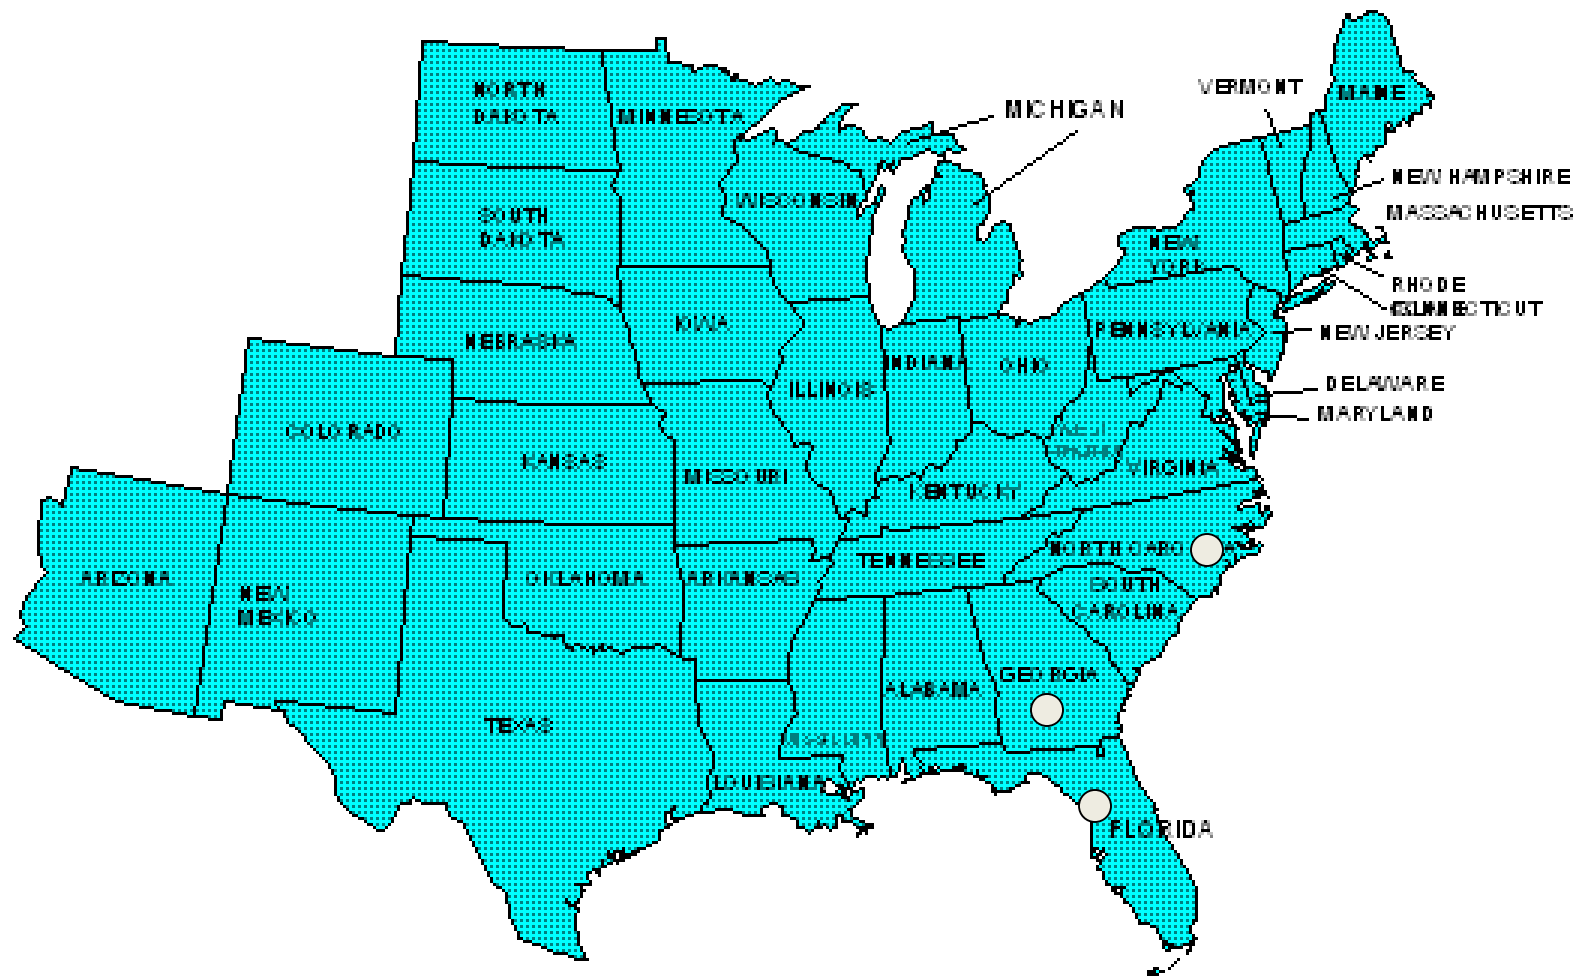 NORTH
DAKOTA
MINNESOTA
MICHIGAN
VERMONT
MAINE
NEW HAMPSHIRE
MASSACHUSETTS
SOUTH
DAKOTA
WISCONSIN
NEW
YORK
RHODE
NEBRASKA
IOWA
PENNSYLVANIA
NEW JERSEY
ILLINOIS
INDIANA
OHIO
DELAWARE
MARYLAND
COLORADO
KANSAS
MISSOURI
KENTUCKY
VIRGINIA
ARIZONA
NEW
MEXICO
OKLAHOMA
ARKANSAS
TENNESSEE
NORTH CARO A
SOUTH
CAROLINA
GEORGIA
ALABAMA
TEXAS
LOUISIANA
FLORIDA